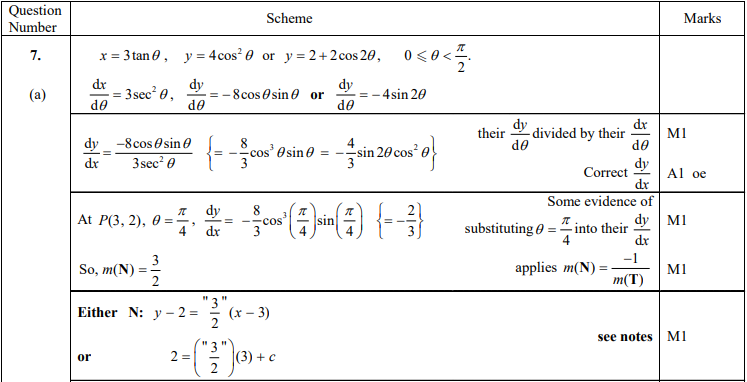 Question Number Scheme Marks
7. x = 3tanθ, y = 4cos²θ or y = 2 + 2cos2θ, 0 ⩽ θ < π/2.
(a) dx/dθ = 3sec²θ, dy/dθ = −8cosθsinθ or dy/dθ = −4sin2θ
dy/dx = −8cosθsinθ / 3sec²θ { = −8/3 cos³θsinθ = −4/3 sin2θcos²θ } their dy/dθ divided by their dx/dθ M1
Correct dy/dx A1 oe
At P(3, 2), θ = π/4, dy/dx = −8/3 cos³(π/4)sin(π/4) { = −2/3 } Some evidence of substituting θ = π/4 into their dy/dx M1
So, m(N) = 3/2 applies m(N) = −1/m(T) M1
Either N: y − 2 = "3"/2 (x − 3)
see notes M1
or 2 = ("3"/2)(3) + c